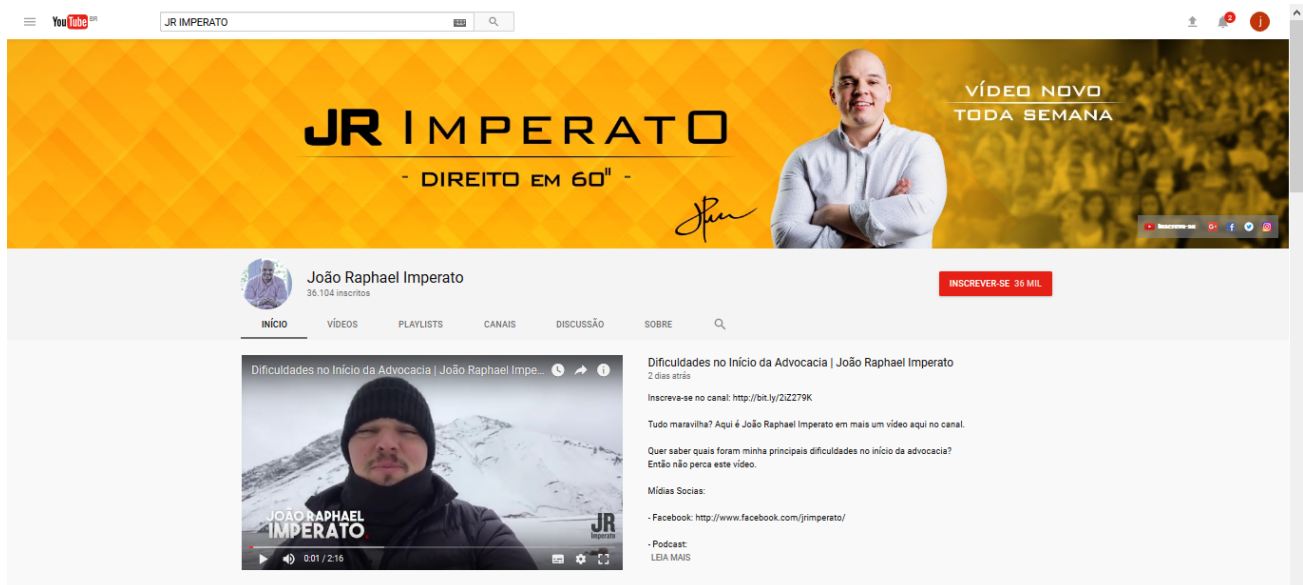 YouTube BR
JR IMPERATO
2
j
JR IMPERATO
- DIREITO EM 60" -
VÍDEO NOVO
TODA SEMANA
Inscreva-se
João Raphael Imperato
36.104 inscritos
INSCREVER-SE 36 MIL
INÍCIO VÍDEOS PLAYLISTS CANAIS DISCUSSÃO SOBRE
Dificuldades no Início da Advocacia | João Raphael Impe...
JOÃO RAPHAEL
IMPERATO
JR
Imperato
0:01 / 2:16
Dificuldades no Início da Advocacia | João Raphael Imperato
2 dias atrás
Inscreva-se no canal: http://bit.ly/2iZ279K
Tudo maravilha? Aqui é João Raphael Imperato em mais um vídeo aqui no canal.
Quer saber quais foram minha principais dificuldades no início da advocacia?
Então não perca este vídeo.
Mídias Socias:
- Facebook: http://www.facebook.com/jrimperato/
- Podcast:
LEIA MAIS